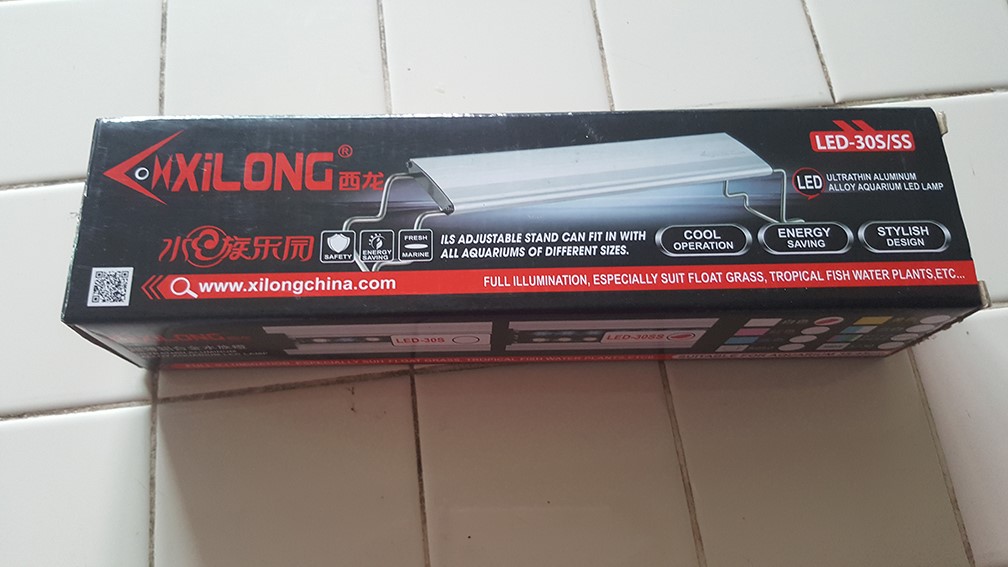 XiLONG® 西龙
LED-30S/SS
LED
ULTRATHIN ALUMINUM
ALLOY AQUARIUM LED LAMP
水族乐园
SAFETY
ENERGY
SAVING
FRESH
MARINE
ILS ADJUSTABLE STAND CAN FIT IN WITH
ALL AQUARIUMS OF DIFFERENT SIZES.
COOL
OPERATION
ENERGY
SAVING
STYLISH
DESIGN
www.xilongchina.com
FULL ILLUMINATION, ESPECIALLY SUIT FLOAT GRASS, TROPICAL FISH WATER PLANTS,ETC...
XiLONG
LED-30S
LED-30SS